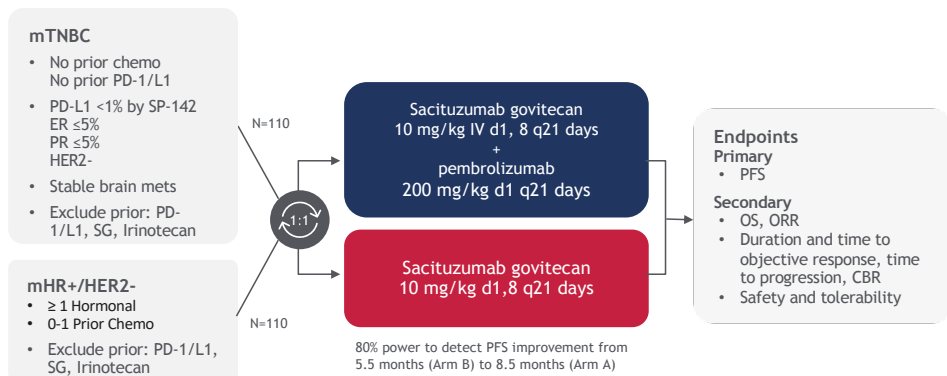 mTNBC
• No prior chemo
No prior PD-1/L1
• PD-L1 <1% by SP-142
ER ≤5%
PR ≤5%
HER2-
• Stable brain mets
• Exclude prior: PD-
1/L1, SG, Irinotecan
mHR+/HER2-
• ≥ 1 Hormonal
• 0-1 Prior Chemo
• Exclude prior: PD-1/L1,
SG, Irinotecan
N=110
N=110
1:1
Sacituzumab govitecan
10 mg/kg IV d1, 8 q21 days
+
pembrolizumab
200 mg/kg d1 q21 days
Sacituzumab govitecan
10 mg/kg d1,8 q21 days
80% power to detect PFS improvement from
5.5 months (Arm B) to 8.5 months (Arm A)
Endpoints
Primary
• PFS
Secondary
• OS, ORR
• Duration and time to
objective response, time
to progression, CBR
• Safety and tolerability